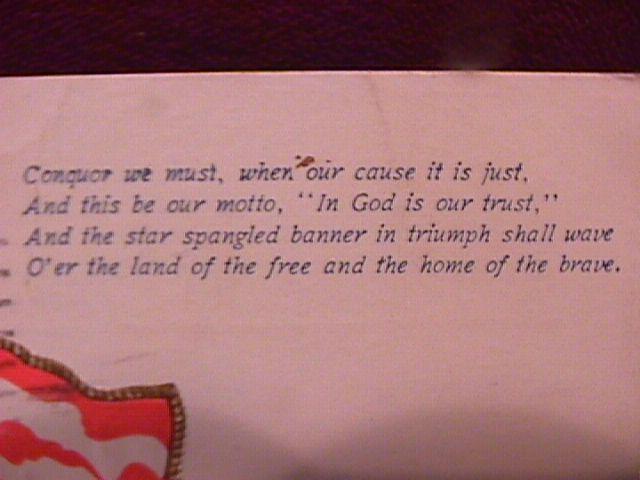 Conquor we must, when our cause it is just,
And this be our motto, "In God is our trust,"
And the star spangled banner in triumph shall wave
O'er the land of the free and the home of the brave.